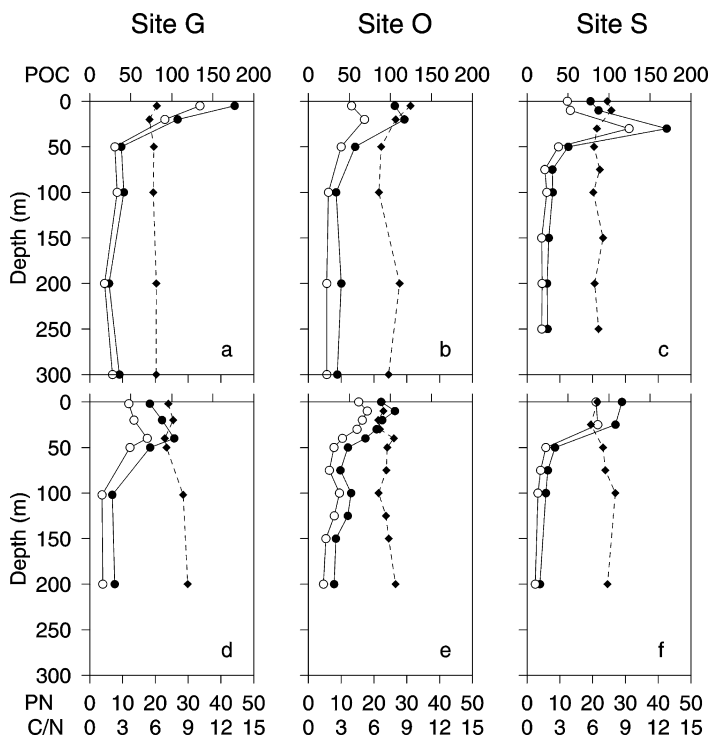 Site G Site O Site S
POC 0 50 100 150 200 0 50 100 150 200 0 50 100 150 200
0
50
100
150
200
250
300
Depth (m)
a b c
0
50
100
150
200
250
300
Depth (m)
d e f
PN 0 10 20 30 40 50 0 10 20 30 40 50 0 10 20 30 40 50
C/N 0 3 6 9 12 15 0 3 6 9 12 15 0 3 6 9 12 15